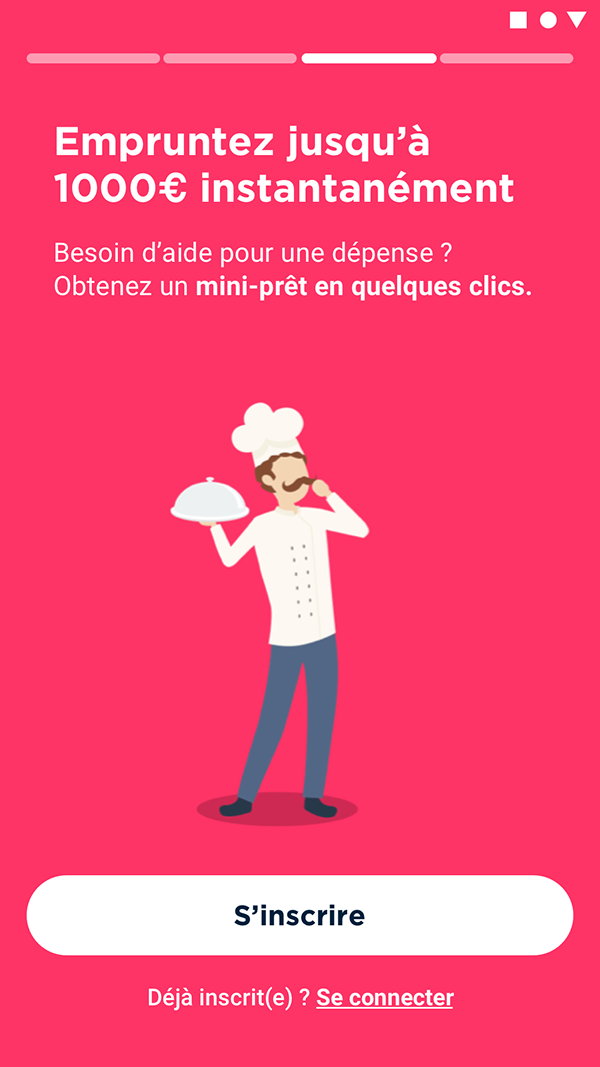 Empruntez jusqu’à
1000€ instantanément
Besoin d’aide pour une dépense ?
Obtenez un mini-prêt en quelques clics.
S’inscrire
Déjà inscrit(e) ? Se connecter